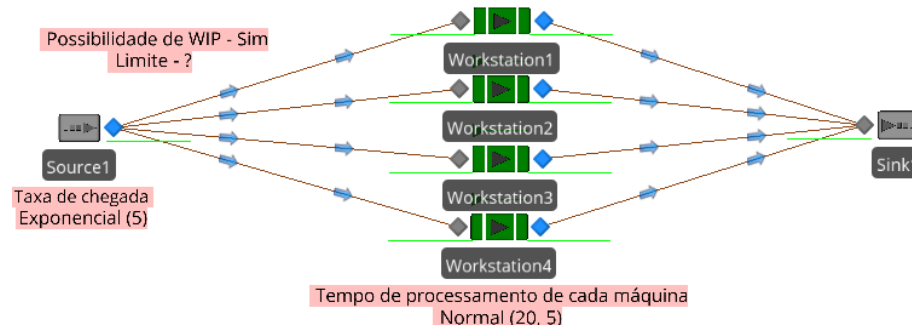 Possibilidade de WIP - Sim
Limite - ?
Workstation1
Workstation2
Source1
Sink1
Workstation3
Taxa de chegada
Exponencial (5)
Workstation4
Tempo de processamento de cada máquina
Normal (20, 5)